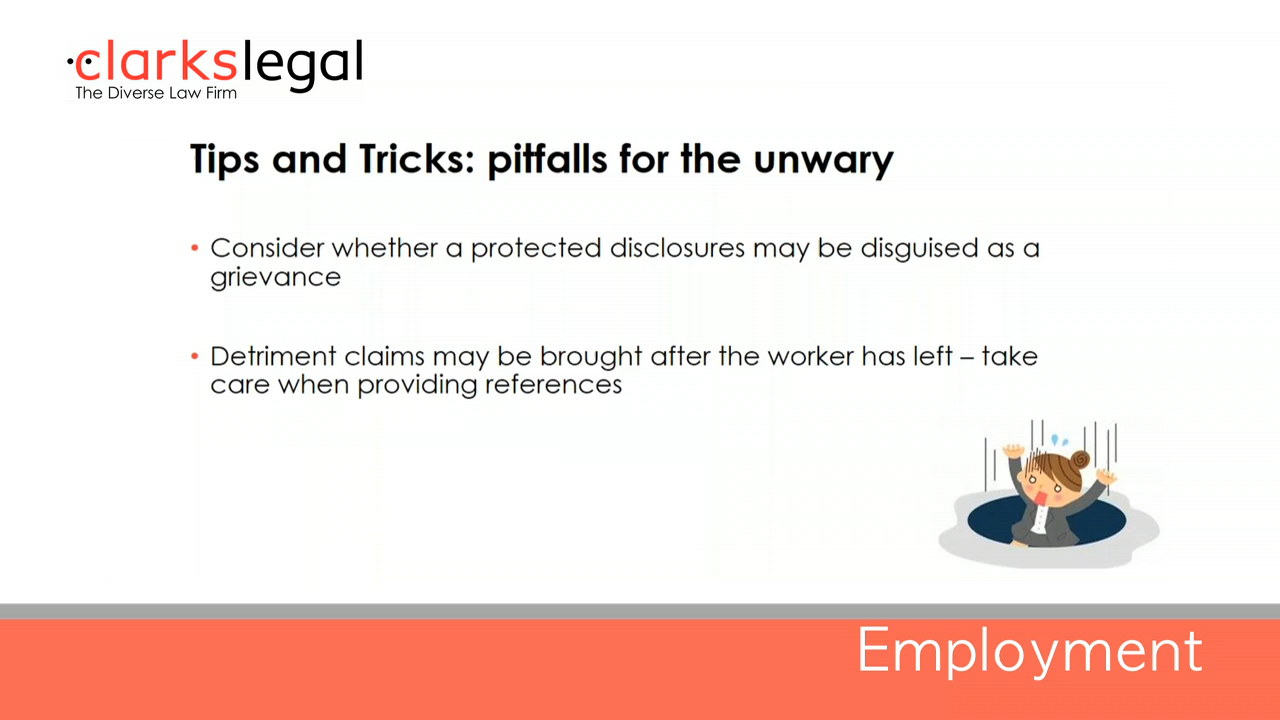 clarkslegal
The Diverse Law Firm
Tips and Tricks: pitfalls for the unwary
• Consider whether a protected disclosures may be disguised as a
grievance
• Detriment claims may be brought after the worker has left – take
care when providing references
Employment